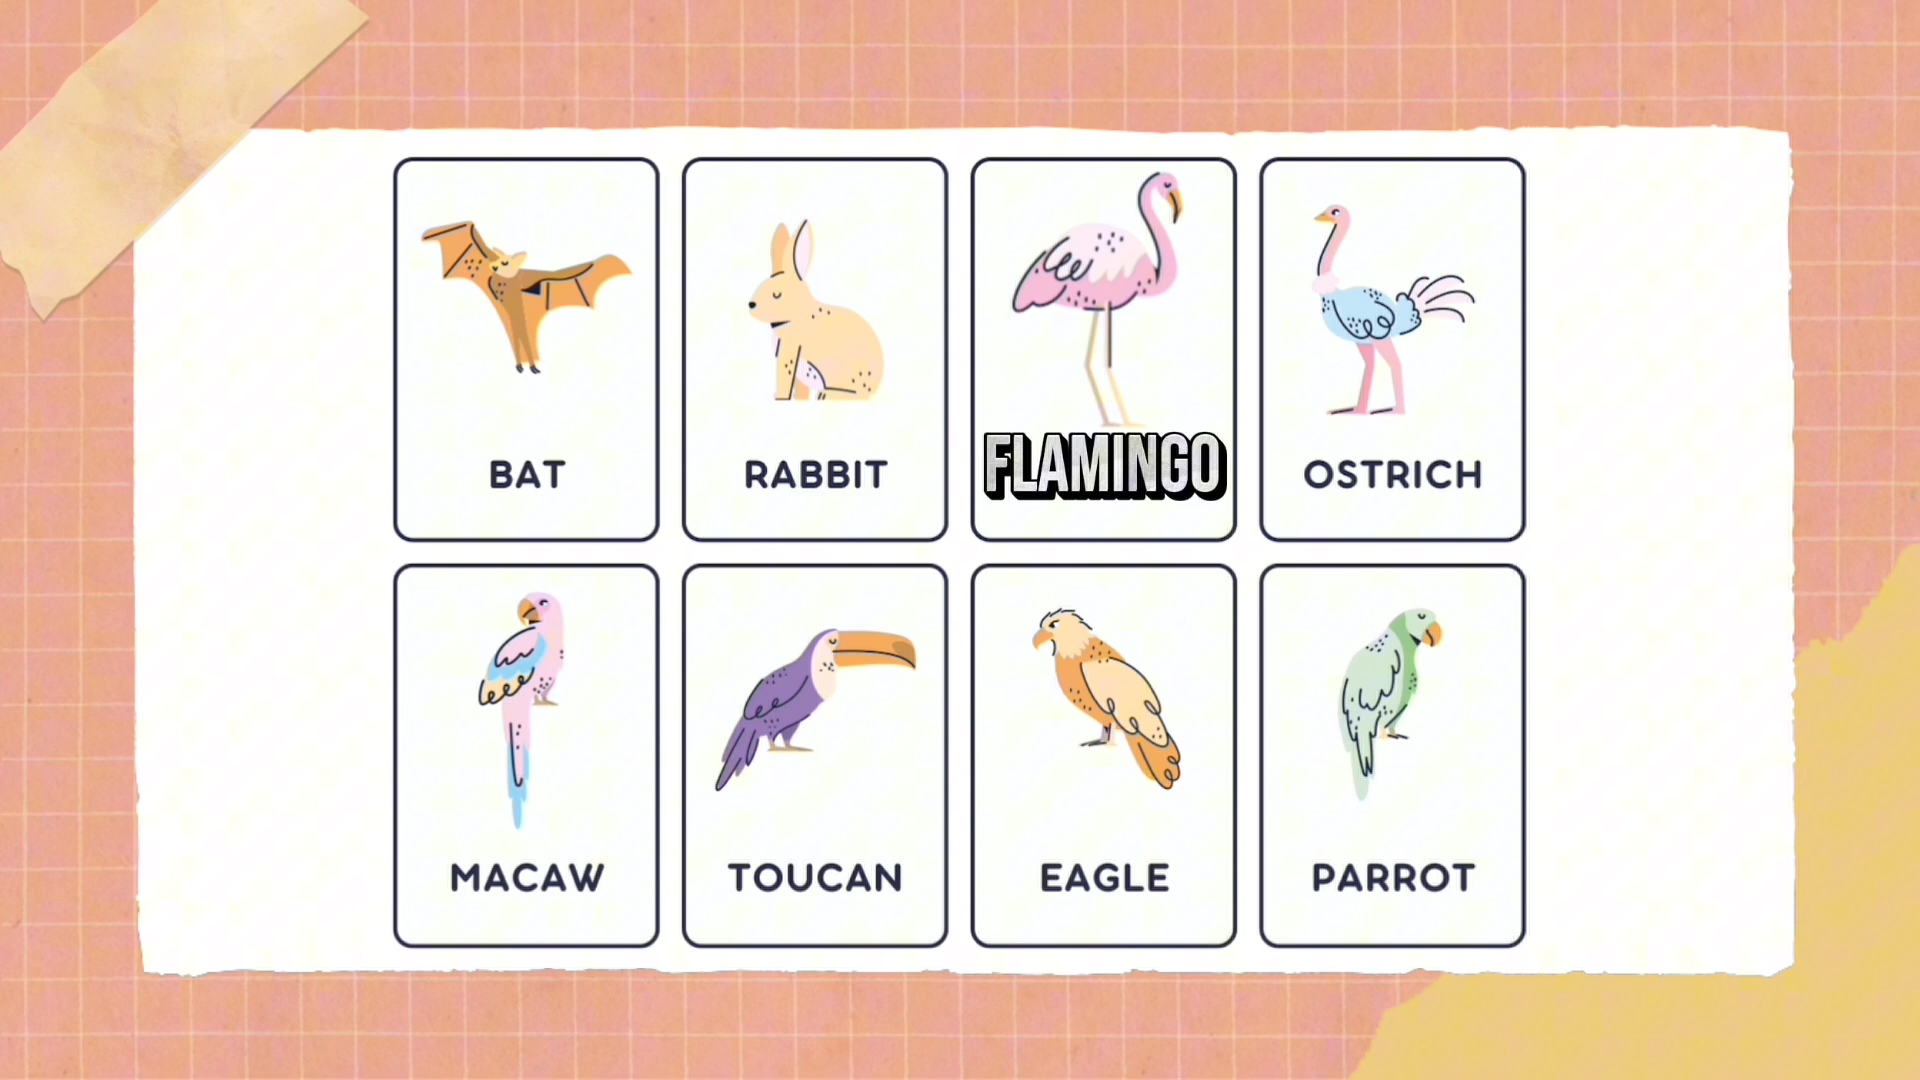 BAT
RABBIT
FLAMINGO
OSTRICH
MACAW
TOUCAN
EAGLE
PARROT